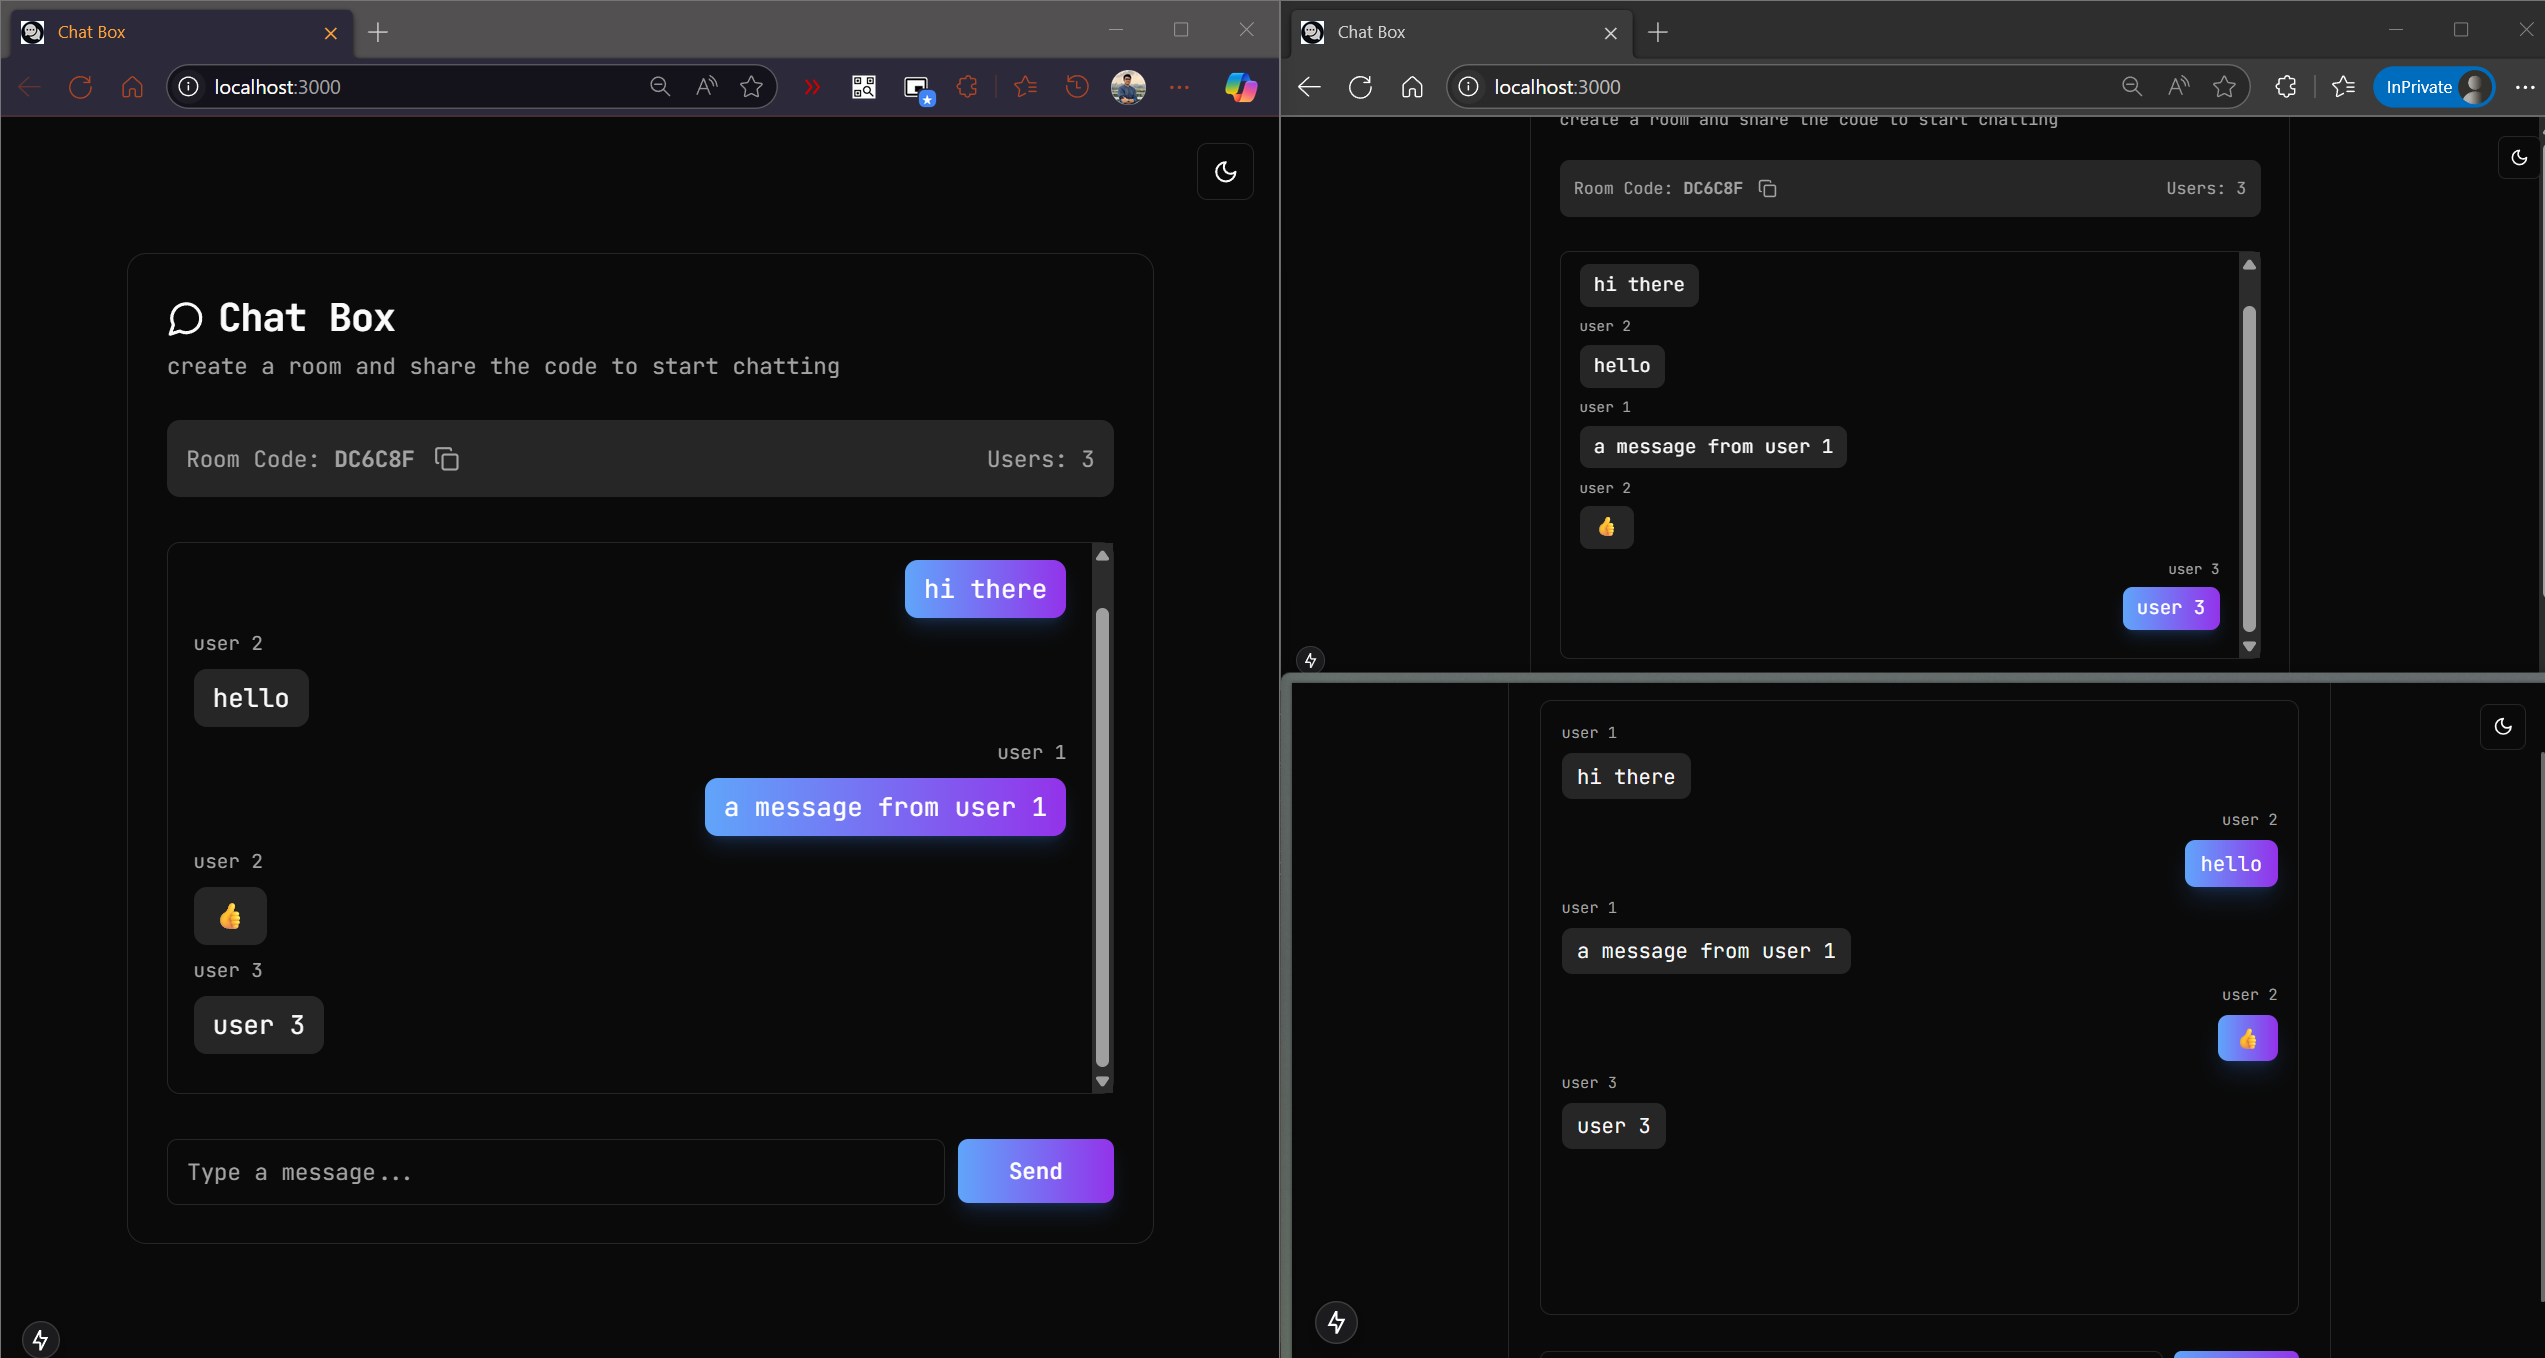 Chat Box
localhost:3000
Chat Box
create a room and share the code to start chatting
Room Code: DC6C8F
Users: 3
hi there
user 2
hello
user 1
a message from user 1
user 2
👍
user 3
user 3
Type a message...
Send
Chat Box
localhost:3000
InPrivate
create a room and share the code to start chatting
Room Code: DC6C8F
Users: 3
hi there
user 2
hello
user 1
a message from user 1
user 2
👍
user 3
user 3
user 1
hi there
user 2
hello
user 1
a message from user 1
user 2
👍
user 3
user 3